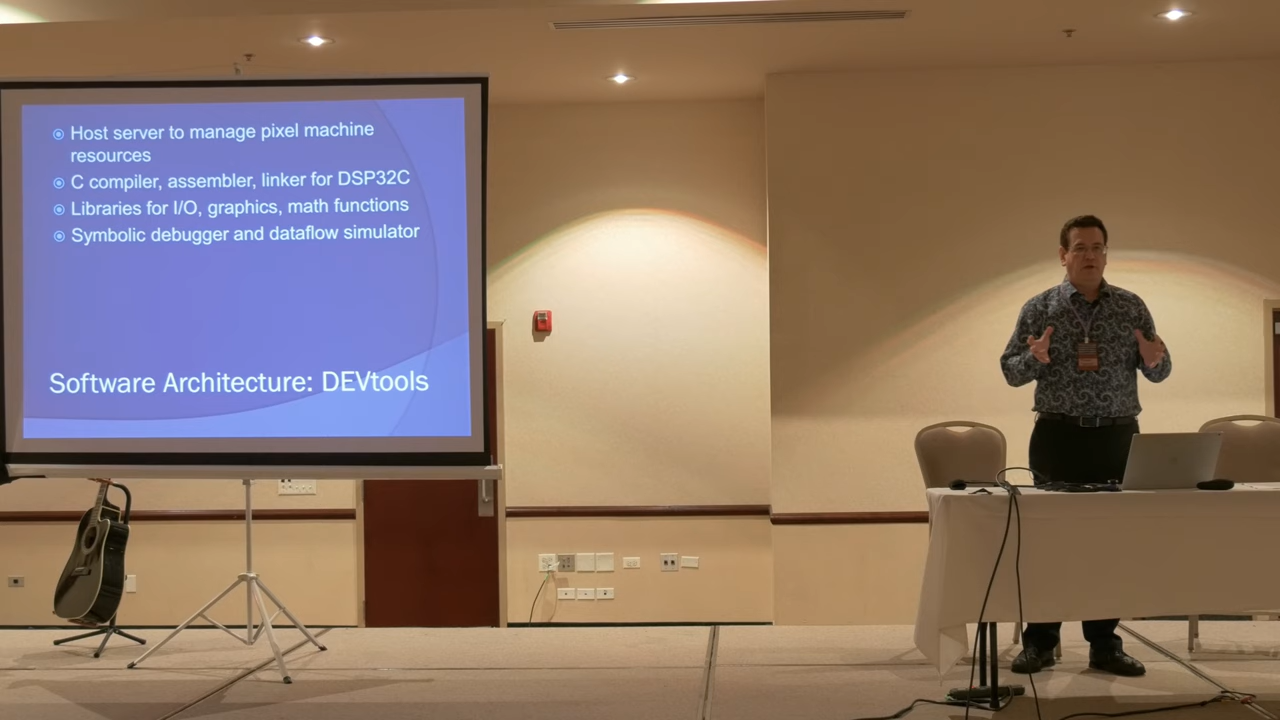 Host server to manage pixel machine
resources
C compiler, assembler, linker for DSP32C
Libraries for I/O, graphics, math functions
Symbolic debugger and dataflow simulator
Software Architecture: DEVtools